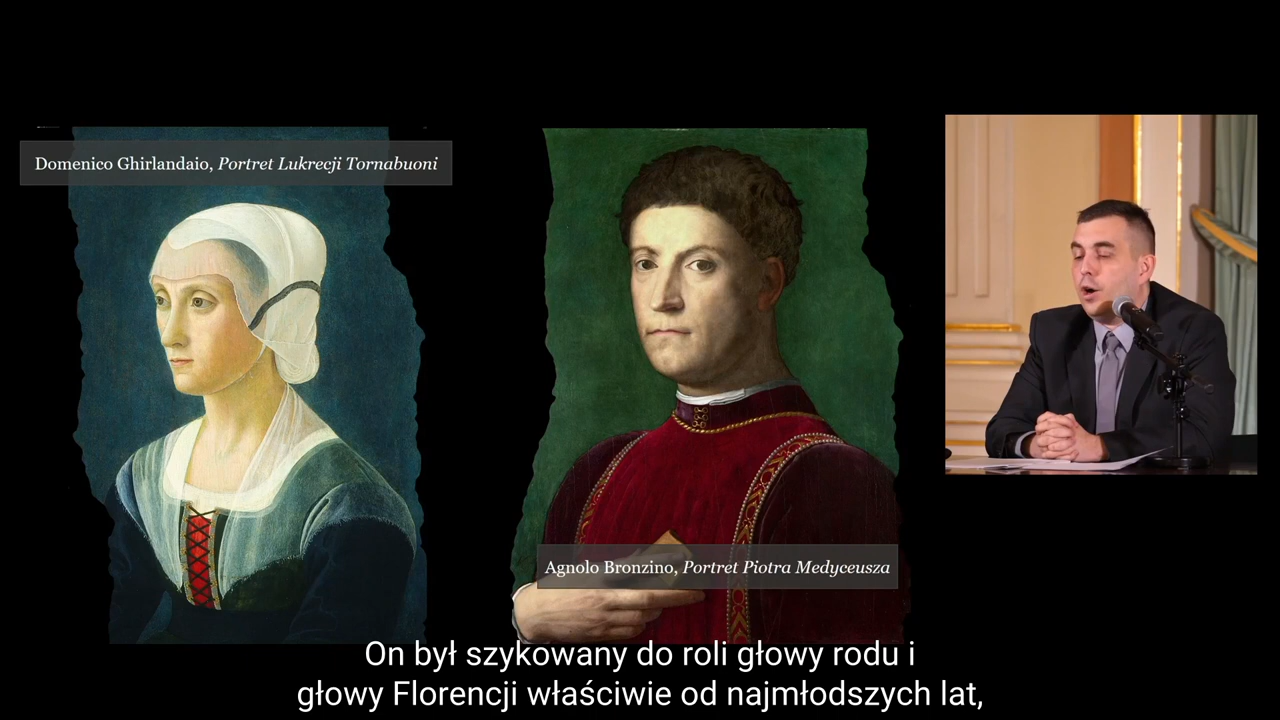 Domenico Ghirlandaio, Portret Lukrecji Tornabuoni
Agnolo Bronzino, Portret Piotra Medyceusza
On był szykowany do roli głowy rodu i
głowy Florencji właściwie od najmłodszych lat,